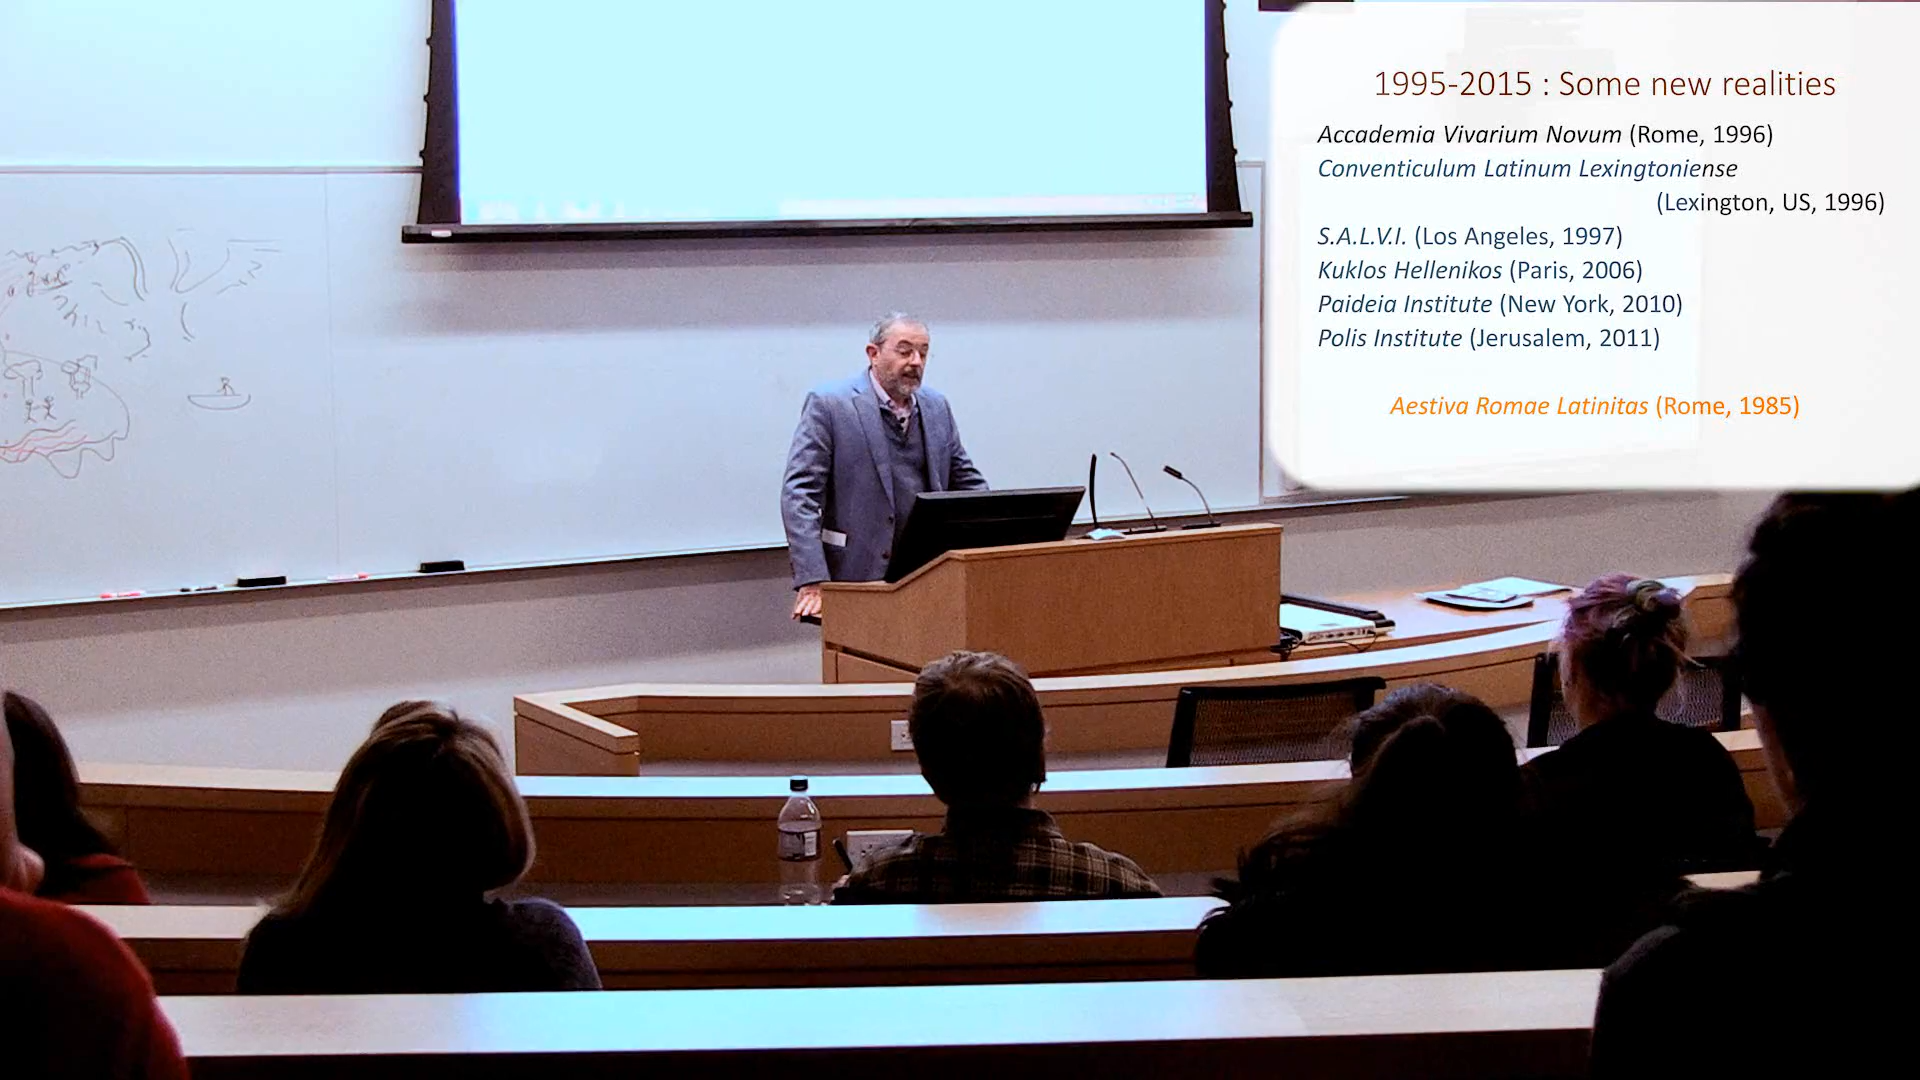 1995-2015 : Some new realities
Accademia Vivarium Novum (Rome, 1996)
Conventiculum Latinum Lexingtoniense
(Lexington, US, 1996)
S.A.L.V.I. (Los Angeles, 1997)
Kuklos Hellenikos (Paris, 2006)
Paideia Institute (New York, 2010)
Polis Institute (Jerusalem, 2011)
Aestiva Romae Latinitas (Rome, 1985)